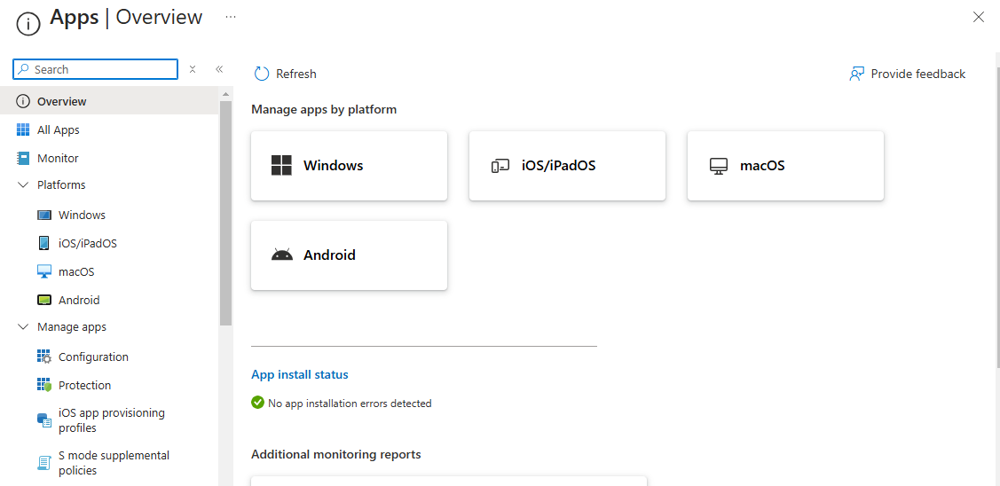 Apps | Overview
Search
Overview
All Apps
Monitor
Platforms
Windows
iOS/iPadOS
macOS
Android
Manage apps
Configuration
Protection
iOS app provisioning
profiles
S mode supplemental
policies
Refresh
Provide feedback
Manage apps by platform
Windows
iOS/iPadOS
macOS
Android
App install status
No app installation errors detected
Additional monitoring reports